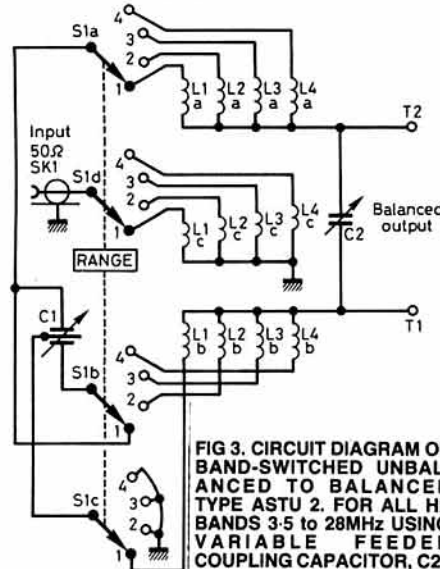 4
S1a
3
2
1
L1 L2 L3 L4
a a a a
T2
Input
50Ω
SK1
4
3
S1d
2
1
L1 L2 L3 L4
c c c c
C2
Balanced
output
RANGE
C1
T1
L1 L2 L3 L4
b b b b
4
3
S1b
2
1
4
3
S1c
2
1
FIG 3. CIRCUIT DIAGRAM O
BAND-SWITCHED UNBAL
ANCED TO BALANCED
TYPE ASTU 2. FOR ALL H
BANDS 3·5 to 28MHz USING
VARIABLE FEEDE
COUPLING CAPACITOR, C2